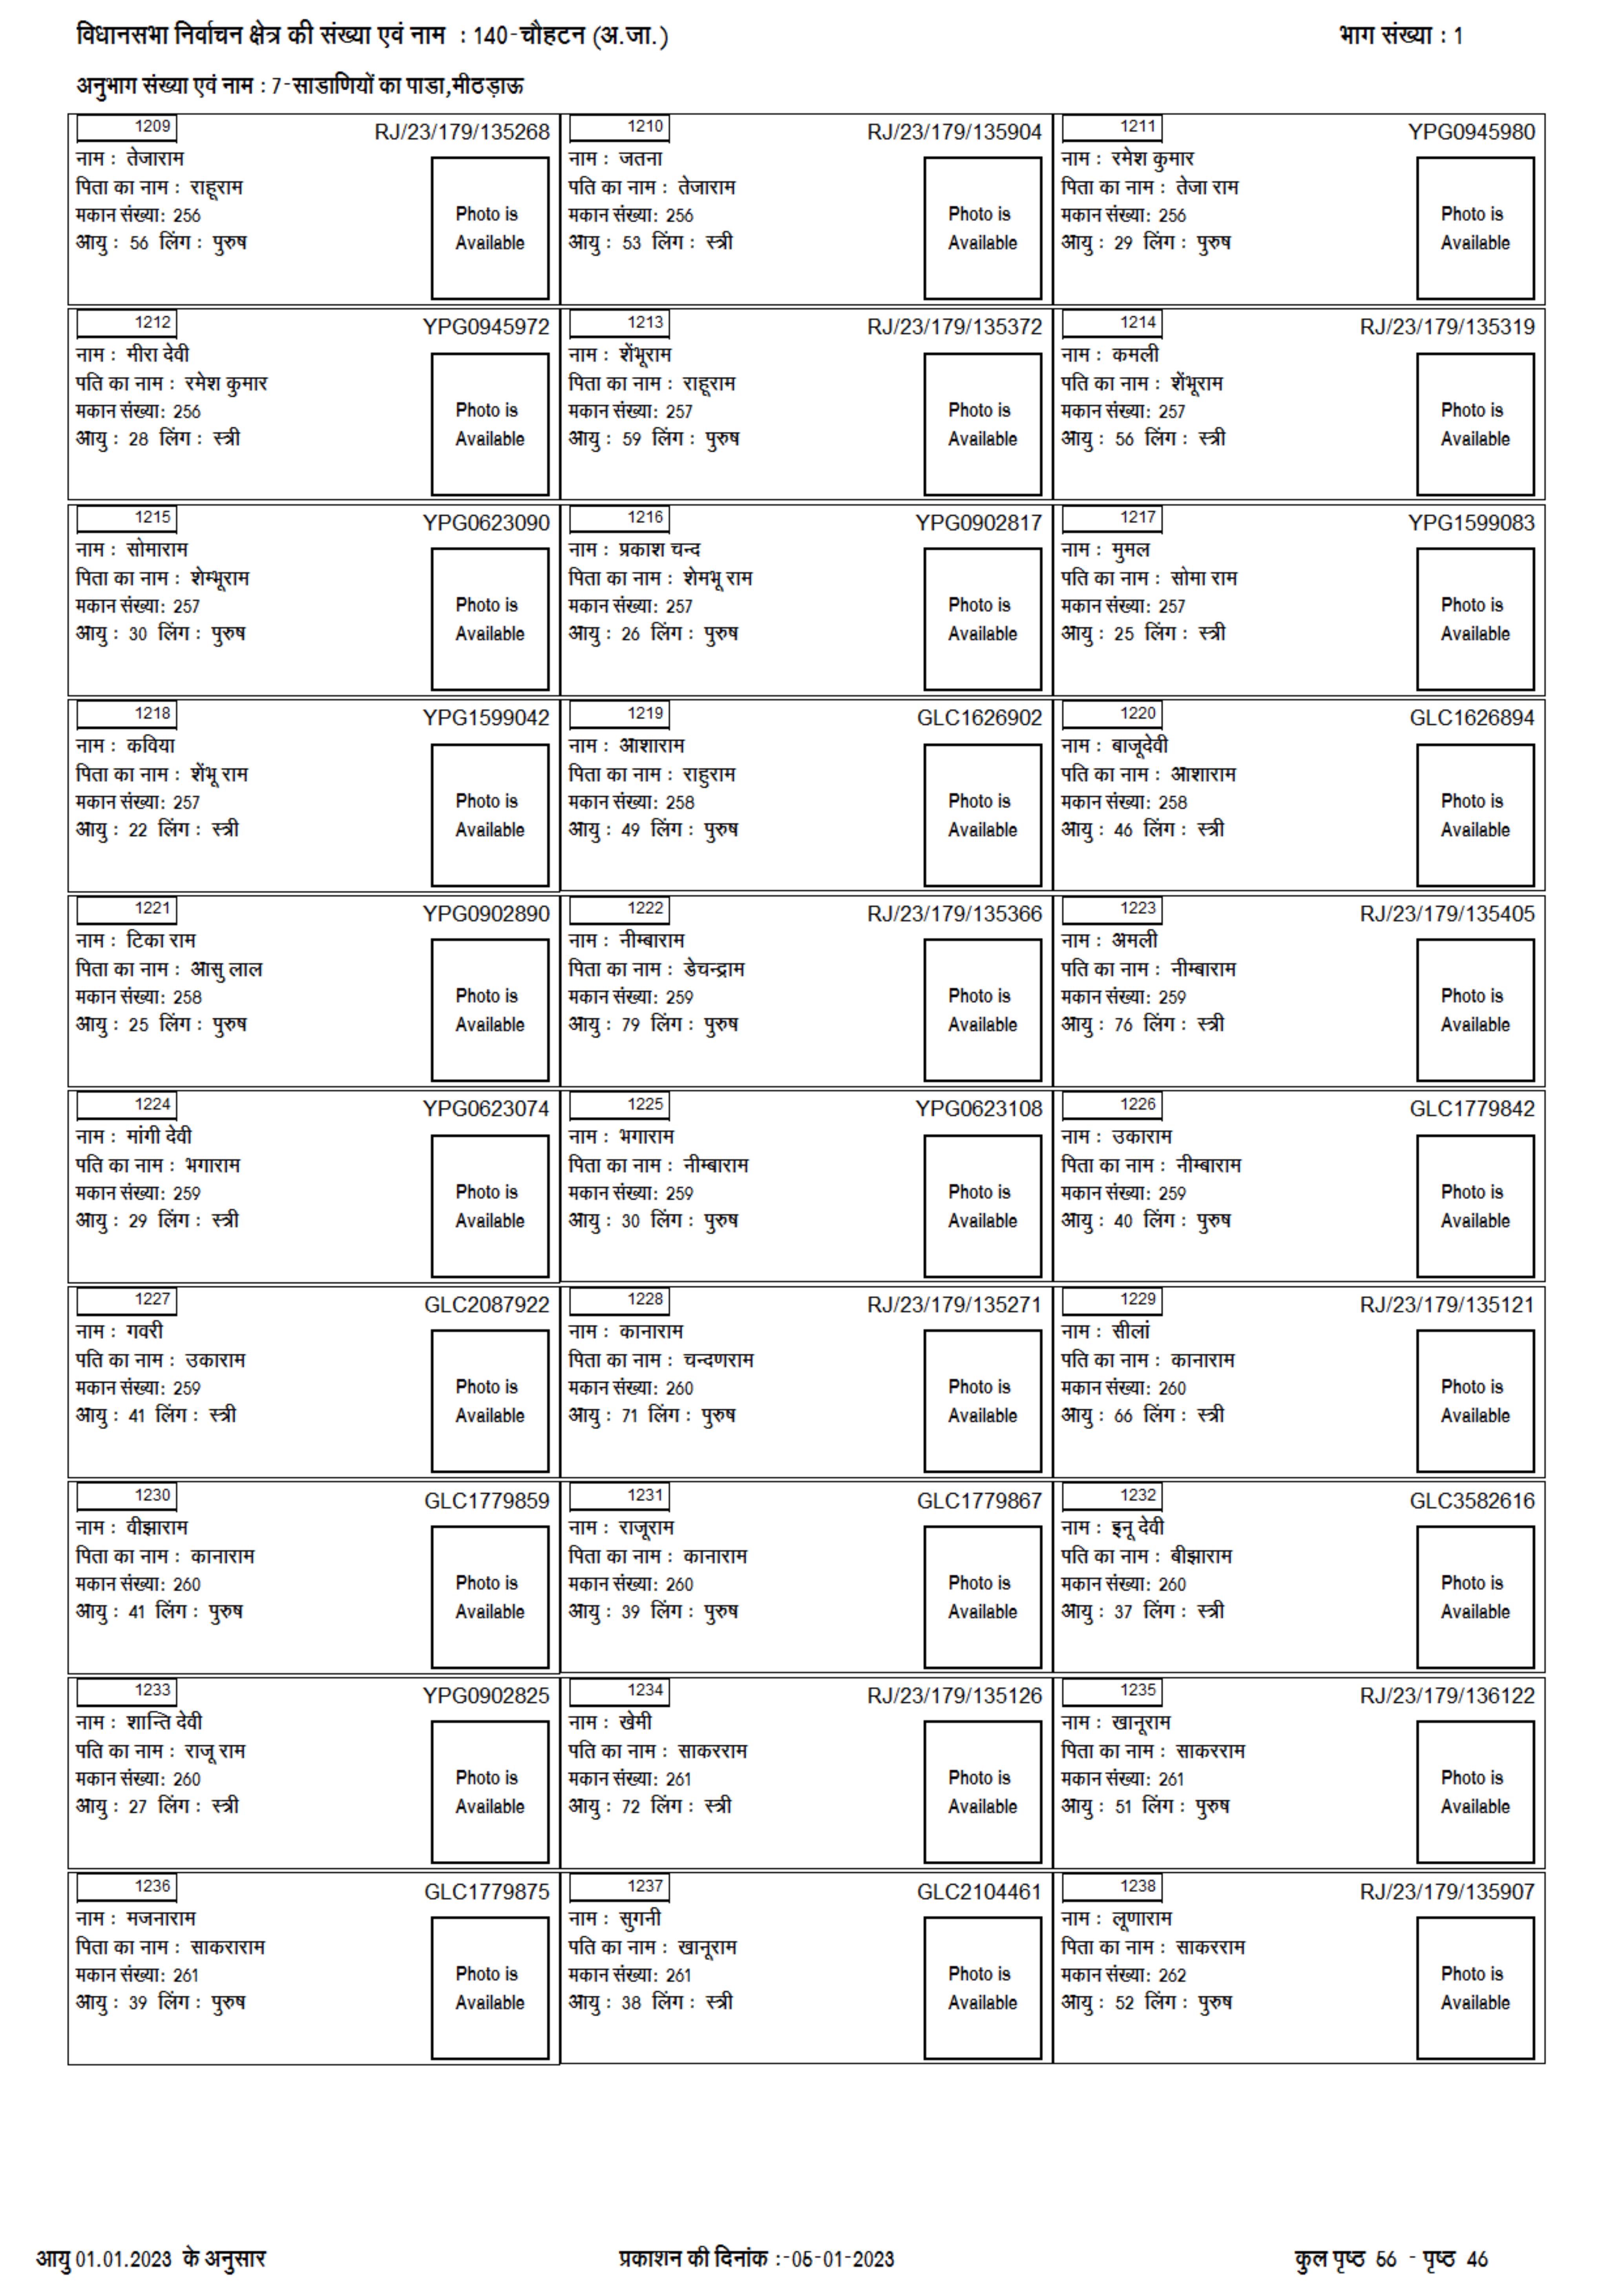 विधानसभा निर्वाचन क्षेत्र की संख्या एवं नाम : 140-चौहटन (अ.जा.) भाग संख्या : 1
अनुभाग संख्या एवं नाम : 7-साडाणियों का पाडा,मीठड़ाऊ
1209 RJ/23/179/135268
नाम : तेजाराम
पिता का नाम : राहूराम
मकान संख्या: 256
आयु : 56 लिंग : पुरुष
Photo is
Available
1210 RJ/23/179/135904
नाम : जतना
पति का नाम : तेजाराम
मकान संख्या: 256
आयु : 53 लिंग : स्त्री
Photo is
Available
1211 YPG0945980
नाम : रमेश कुमार
पिता का नाम : तेजा राम
मकान संख्या: 256
आयु : 29 लिंग : पुरुष
Photo is
Available
1212 YPG0945972
नाम : मीरा देवी
पति का नाम : रमेश कुमार
मकान संख्या: 256
आयु : 28 लिंग : स्त्री
Photo is
Available
1213 RJ/23/179/135372
नाम : शेंभूराम
पिता का नाम : राहूराम
मकान संख्या: 257
आयु : 59 लिंग : पुरुष
Photo is
Available
1214 RJ/23/179/135319
नाम : कमली
पति का नाम : शेंभूराम
मकान संख्या: 257
आयु : 56 लिंग : स्त्री
Photo is
Available
1215 YPG0623090
नाम : सोमाराम
पिता का नाम : शेम्भूराम
मकान संख्या: 257
आयु : 30 लिंग : पुरुष
Photo is
Available
1216 YPG0902817
नाम : प्रकाश चन्द
पिता का नाम : शेमभू राम
मकान संख्या: 257
आयु : 26 लिंग : पुरुष
Photo is
Available
1217 YPG1599083
नाम : मुमल
पति का नाम : सोमा राम
मकान संख्या: 257
आयु : 25 लिंग : स्त्री
Photo is
Available
1218 YPG1599042
नाम : कविया
पिता का नाम : शेंभू राम
मकान संख्या: 257
आयु : 22 लिंग : स्त्री
Photo is
Available
1219 GLC1626902
नाम : आशाराम
पिता का नाम : राहुराम
मकान संख्या: 258
आयु : 49 लिंग : पुरुष
Photo is
Available
1220 GLC1626894
नाम : बाजूदेवी
पति का नाम : आशाराम
मकान संख्या: 258
आयु : 46 लिंग : स्त्री
Photo is
Available
1221 YPG0902890
नाम : टिका राम
पिता का नाम : आसु लाल
मकान संख्या: 258
आयु : 25 लिंग : पुरुष
Photo is
Available
1222 RJ/23/179/135366
नाम : नीम्बाराम
पिता का नाम : डेचन्द्राम
मकान संख्या: 259
आयु : 79 लिंग : पुरुष
Photo is
Available
1223 RJ/23/179/135405
नाम : अमली
पति का नाम : नीम्बाराम
मकान संख्या: 259
आयु : 76 लिंग : स्त्री
Photo is
Available
1224 YPG0623074
नाम : मांगी देवी
पति का नाम : भगाराम
मकान संख्या: 259
आयु : 29 लिंग : स्त्री
Photo is
Available
1225 YPG0623108
नाम : भगाराम
पिता का नाम : नीम्बाराम
मकान संख्या: 259
आयु : 30 लिंग : पुरुष
Photo is
Available
1226 GLC1779842
नाम : उकाराम
पिता का नाम : नीम्बाराम
मकान संख्या: 259
आयु : 40 लिंग : पुरुष
Photo is
Available
1227 GLC2087922
नाम : गवरी
पति का नाम : उकाराम
मकान संख्या: 259
आयु : 41 लिंग : स्त्री
Photo is
Available
1228 RJ/23/179/135271
नाम : कानाराम
पिता का नाम : चन्दणराम
मकान संख्या: 260
आयु : 71 लिंग : पुरुष
Photo is
Available
1229 RJ/23/179/135121
नाम : सीलां
पति का नाम : कानाराम
मकान संख्या: 260
आयु : 66 लिंग : स्त्री
Photo is
Available
1230 GLC1779859
नाम : वीझाराम
पिता का नाम : कानाराम
मकान संख्या: 260
आयु : 41 लिंग : पुरुष
Photo is
Available
1231 GLC1779867
नाम : राजूराम
पिता का नाम : कानाराम
मकान संख्या: 260
आयु : 39 लिंग : पुरुष
Photo is
Available
1232 GLC3582616
नाम : इनू देवी
पति का नाम : बीझाराम
मकान संख्या: 260
आयु : 37 लिंग : स्त्री
Photo is
Available
1233 YPG0902825
नाम : शान्ति देवी
पति का नाम : राजू राम
मकान संख्या: 260
आयु : 27 लिंग : स्त्री
Photo is
Available
1234 RJ/23/179/135126
नाम : खेमी
पति का नाम : साकरराम
मकान संख्या: 261
आयु : 72 लिंग : स्त्री
Photo is
Available
1235 RJ/23/179/136122
नाम : खानूराम
पिता का नाम : साकरराम
मकान संख्या: 261
आयु : 51 लिंग : पुरुष
Photo is
Available
1236 GLC1779875
नाम : मजनाराम
पिता का नाम : साकराराम
मकान संख्या: 261
आयु : 39 लिंग : पुरुष
Photo is
Available
1237 GLC2104461
नाम : सुगनी
पति का नाम : खानूराम
मकान संख्या: 261
आयु : 38 लिंग : स्त्री
Photo is
Available
1238 RJ/23/179/135907
नाम : लूणाराम
पिता का नाम : साकरराम
मकान संख्या: 262
आयु : 52 लिंग : पुरुष
Photo is
Available
आयु 01.01.2023 के अनुसार प्रकाशन की दिनांक :-05-01-2023 कुल पृष्ठ 56 - पृष्ठ 46